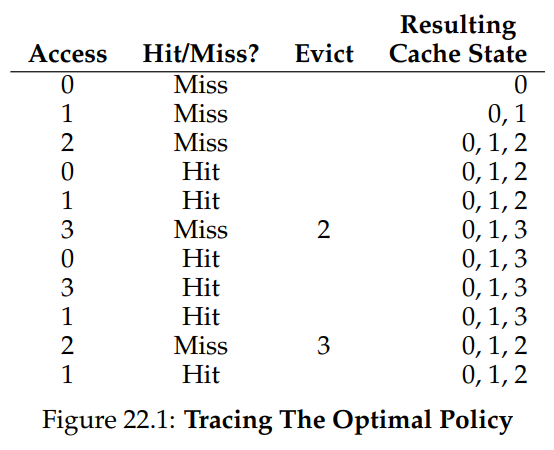 Resulting
Access Hit/Miss? Evict Cache State
0 Miss 0
1 Miss 0, 1
2 Miss 0, 1, 2
0 Hit 0, 1, 2
1 Hit 0, 1, 2
3 Miss 2 0, 1, 3
0 Hit 0, 1, 3
3 Hit 0, 1, 3
1 Hit 0, 1, 3
2 Miss 3 0, 1, 2
1 Hit 0, 1, 2
Figure 22.1: Tracing The Optimal Policy